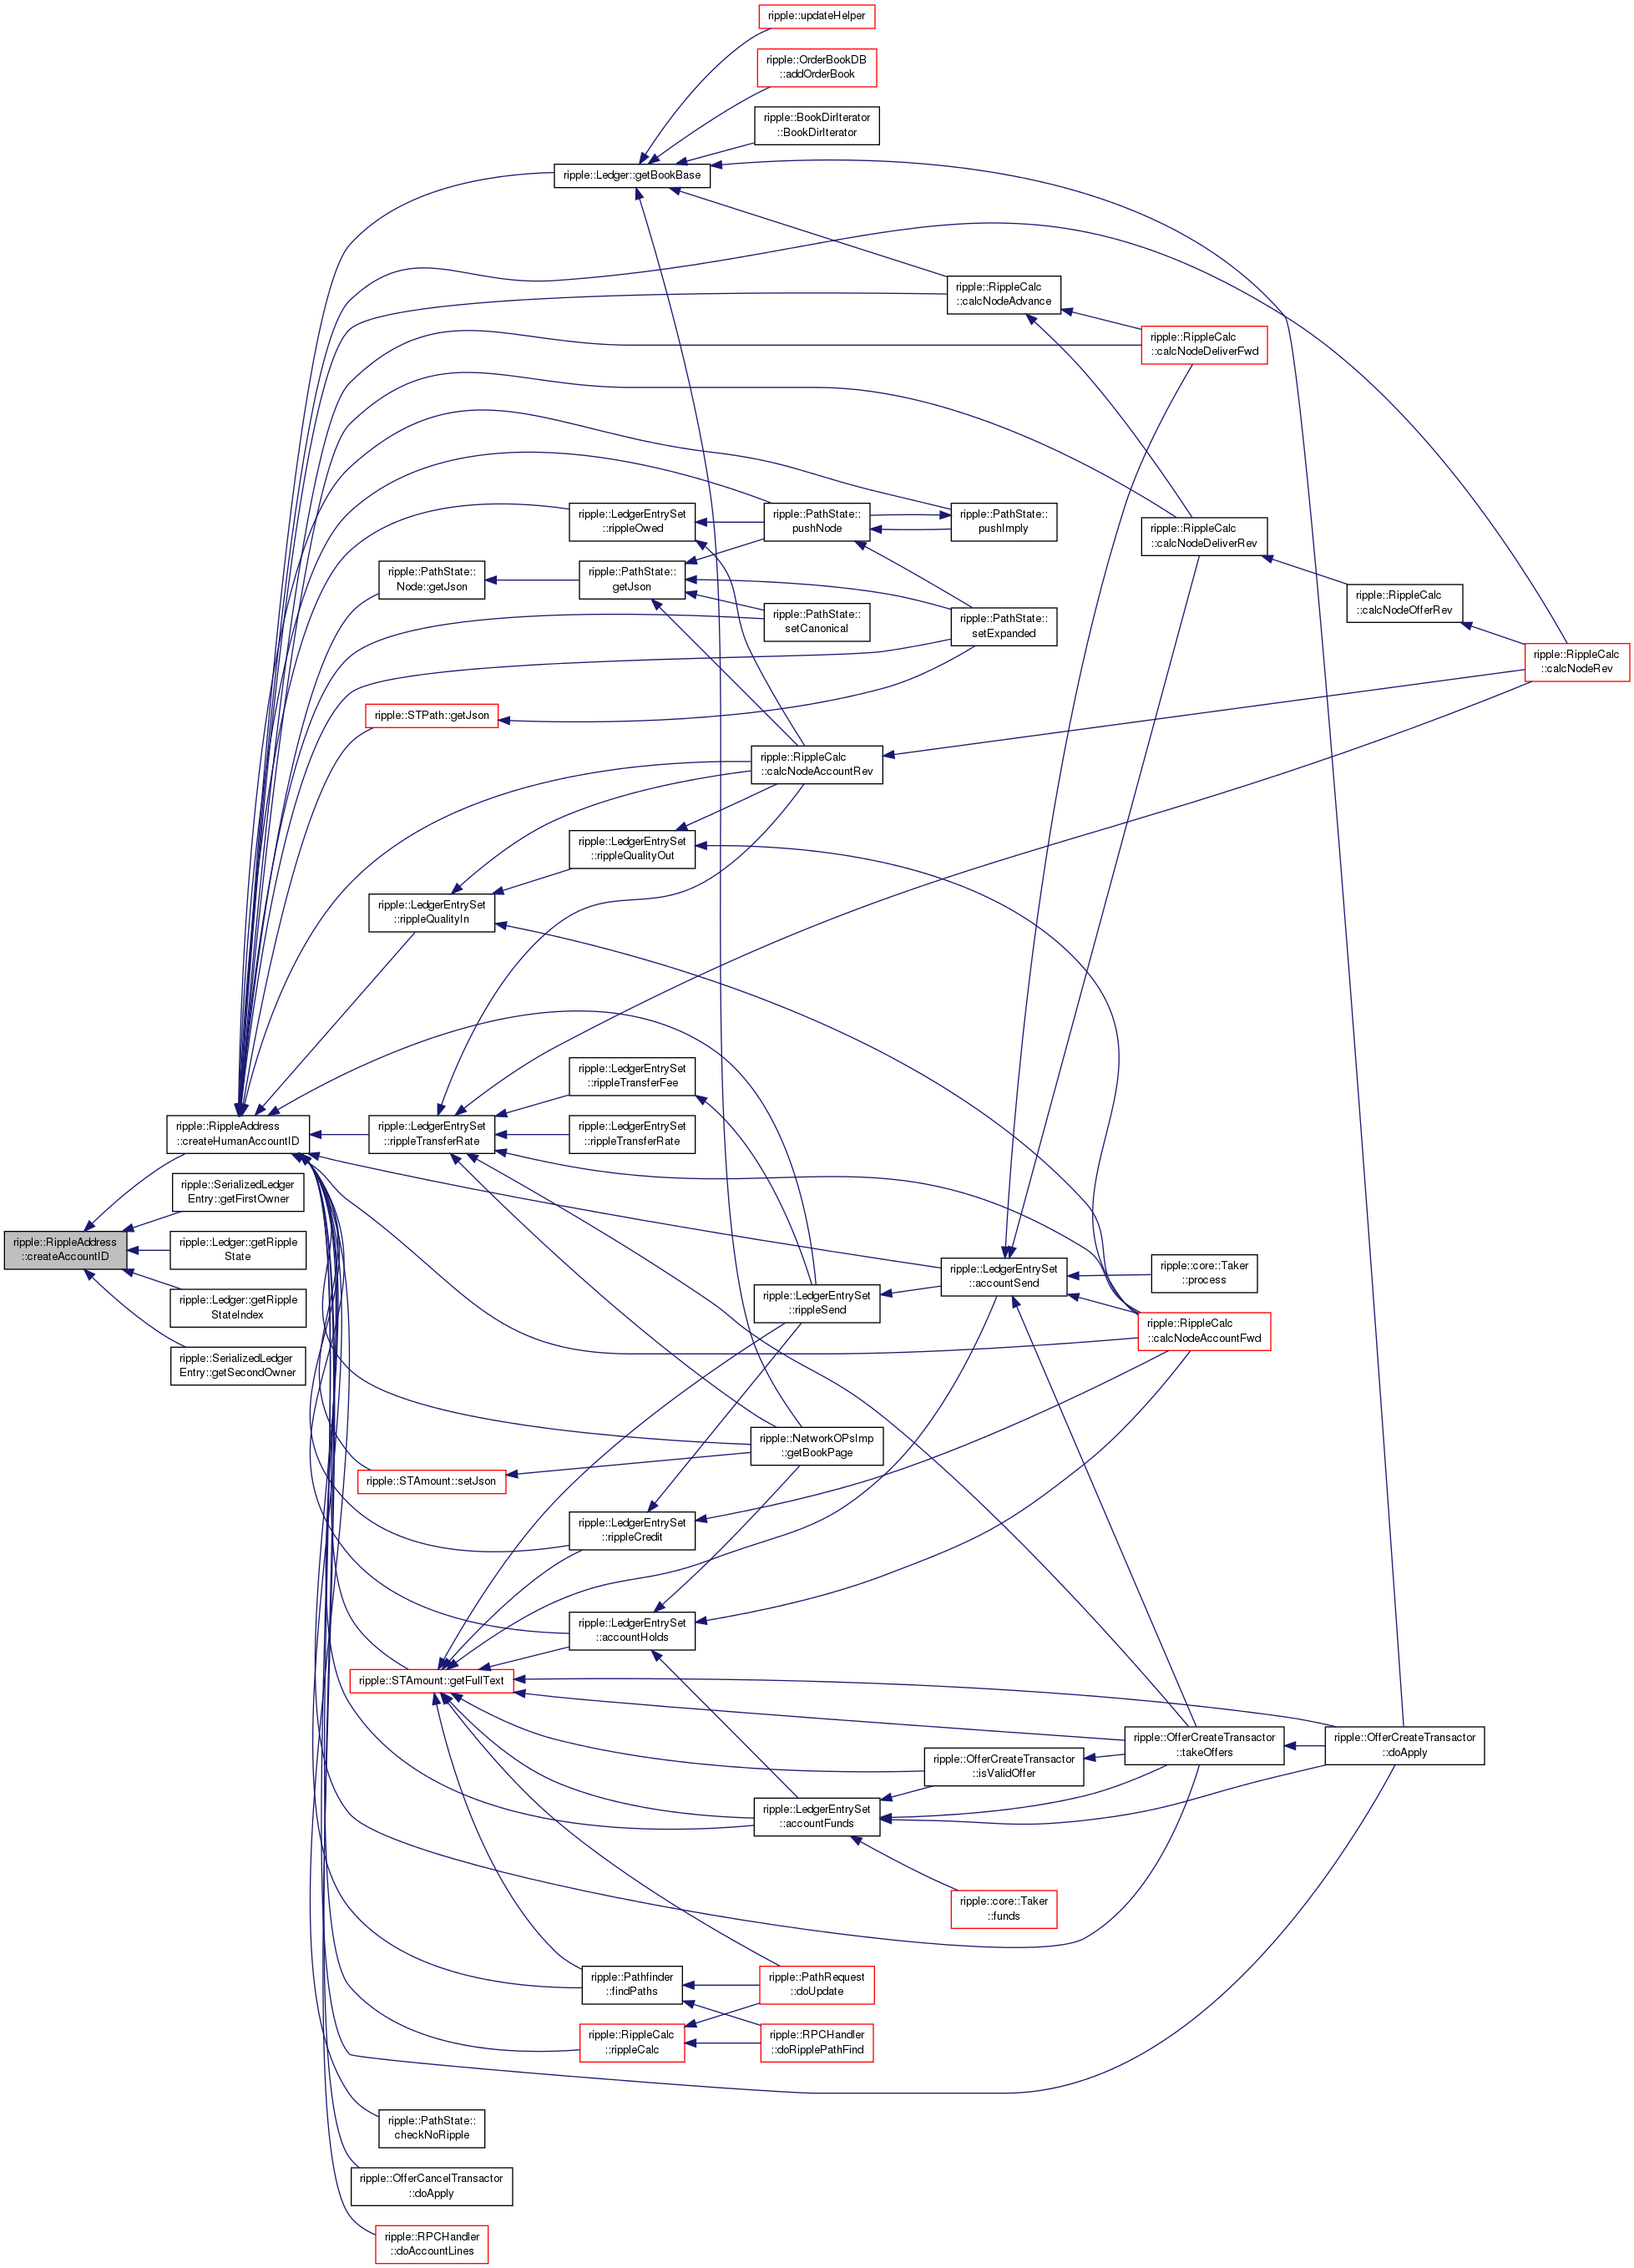 ripple::updateHelper
ripple::OrderBookDB
::addOrderBook
ripple::BookDirIterator
::BookDirIterator
ripple::Ledger::getBookBase
ripple::RippleCalc
::calcNodeAdvance
ripple::RippleCalc
::calcNodeDeliverFwd
ripple::LedgerEntrySet
::rippleOwed
ripple::PathState::
pushNode
ripple::PathState::
pushImply
ripple::RippleCalc
::calcNodeDeliverRev
ripple::PathState::
Node::getJson
ripple::PathState::
getJson
ripple::PathState::
setCanonical
ripple::PathState::
setExpanded
ripple::RippleCalc
::calcNodeOfferRev
ripple::RippleCalc
::calcNodeRev
ripple::STPath::getJson
ripple::RippleCalc
::calcNodeAccountRev
ripple::LedgerEntrySet
::rippleQualityOut
ripple::LedgerEntrySet
::rippleQualityIn
ripple::LedgerEntrySet
::rippleTransferFee
ripple::RippleAddress
::createHumanAccountID
ripple::LedgerEntrySet
::rippleTransferRate
ripple::LedgerEntrySet
::rippleTransferRate
ripple::SerializedLedger
Entry::getFirstOwner
ripple::RippleAddress
::createAccountID
ripple::Ledger::getRipple
State
ripple::Ledger::getRipple
StateIndex
ripple::SerializedLedger
Entry::getSecondOwner
ripple::LedgerEntrySet
::rippleSend
ripple::LedgerEntrySet
::accountSend
ripple::core::Taker
::process
ripple::RippleCalc
::calcNodeAccountFwd
ripple::NetworkOPsImp
::getBookPage
ripple::STAmount::setJson
ripple::LedgerEntrySet
::rippleCredit
ripple::LedgerEntrySet
::accountHolds
ripple::STAmount::getFullText
ripple::OfferCreateTransactor
::isValidOffer
ripple::OfferCreateTransactor
::takeOffers
ripple::OfferCreateTransactor
::doApply
ripple::LedgerEntrySet
::accountFunds
ripple::core::Taker
::funds
ripple::Pathfinder
::findPaths
ripple::PathRequest
::doUpdate
ripple::RippleCalc
::rippleCalc
ripple::RPCHandler
::doRipplePathFind
ripple::PathState::
checkNoRipple
ripple::OfferCancelTransactor
::doApply
ripple::RPCHandler
::doAccountLines